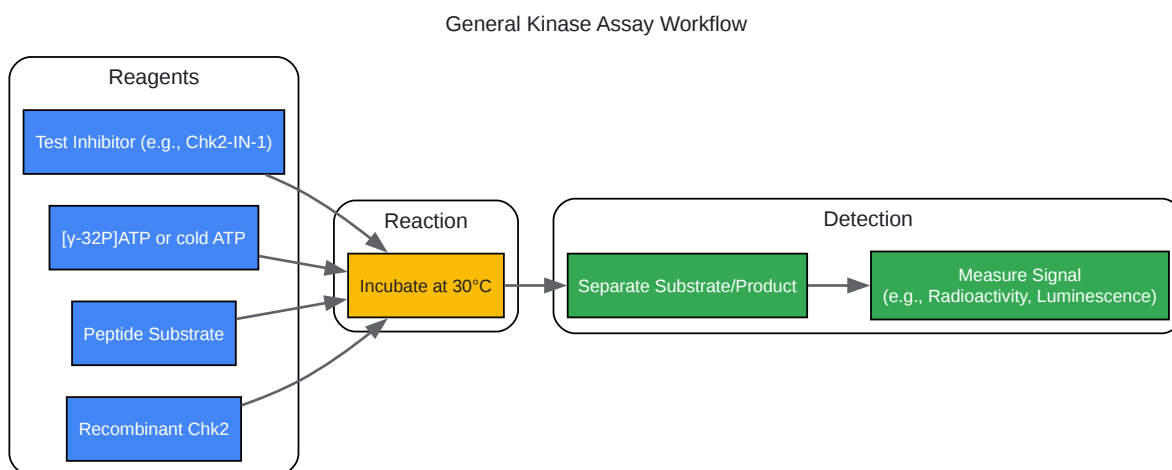 General Kinase Assay Workflow
Reagents
Test Inhibitor (e.g., Chk2-IN-1)
[γ-32P]ATP or cold ATP
Peptide Substrate
Recombinant Chk2
Reaction
Incubate at 30°C
Detection
Separate Substrate/Product
Measure Signal
(e.g., Radioactivity, Luminescence)